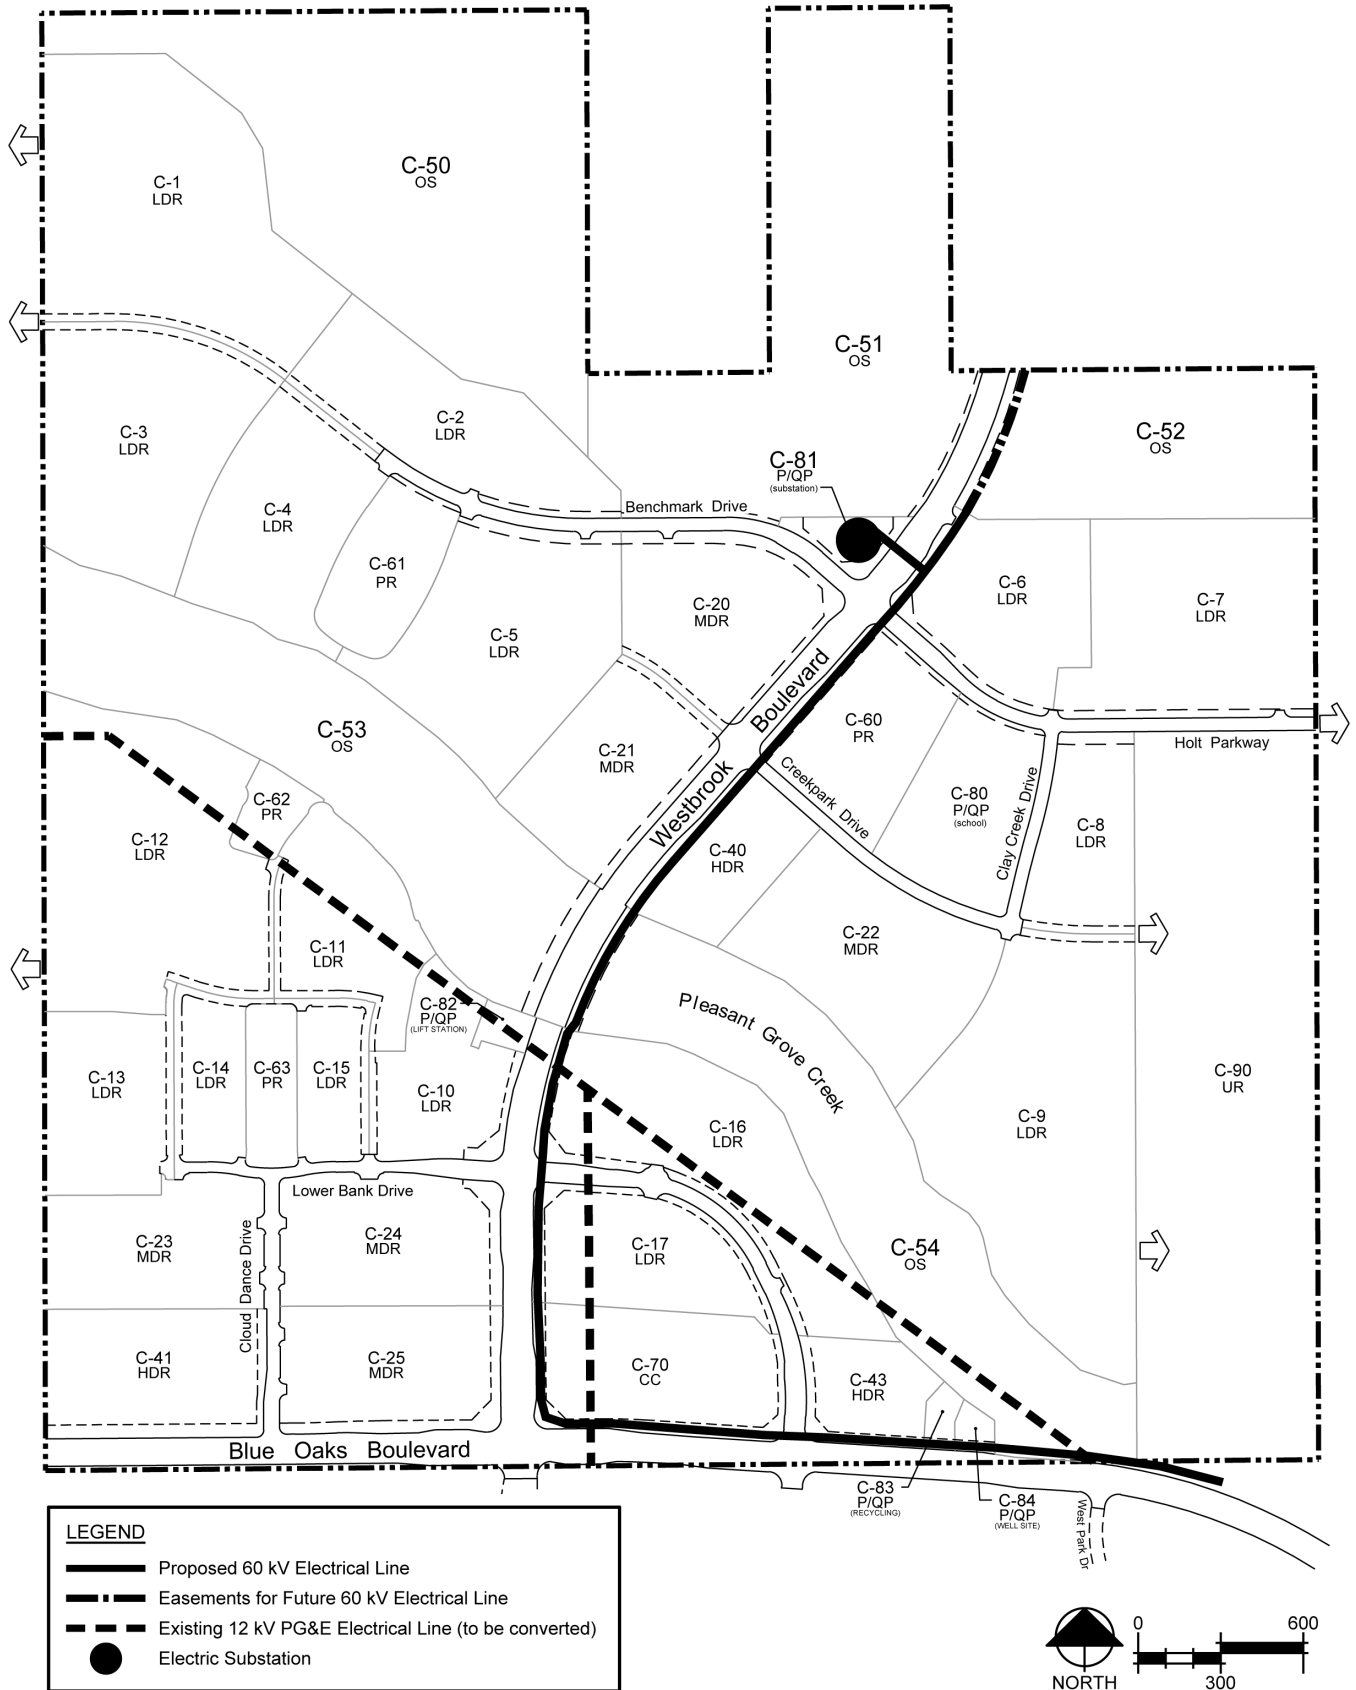 C-50
OS
C-1
LDR
C-51
OS
C-2
LDR
C-3
LDR
C-52
OS
C-81
P/QP
(substation)
Benchmark Drive
C-4
LDR
C-61
PR
C-6
LDR
C-7
LDR
C-20
MDR
C-5
LDR
Westbrook Boulevard
C-60
PR
C-53
OS
Holt Parkway
C-21
MDR
Creekpark Drive
C-80
P/QP
(school)
Clay Creek Drive
C-62
PR
C-12
LDR
C-8
LDR
C-40
HDR
C-22
MDR
C-11
LDR
C-82
P/QP
(LIFT STATION)
Pleasant Grove Creek
C-13
LDR
C-14
LDR
C-63
PR
C-15
LDR
C-10
LDR
C-90
UR
C-16
LDR
C-9
LDR
Lower Bank Drive
C-23
MDR
Cloud Dance Drive
C-24
MDR
C-17
LDR
C-54
OS
C-41
HDR
C-25
MDR
C-70
CC
C-43
HDR
Blue Oaks Boulevard
C-83
P/QP
(RECYCLING)
C-84
P/QP
(WELL SITE)
West Park Dr
LEGEND
Proposed 60 kV Electrical Line
Easements for Future 60 kV Electrical Line
Existing 12 kV PG&E Electrical Line (to be converted)
Electric Substation
NORTH
0 600
300